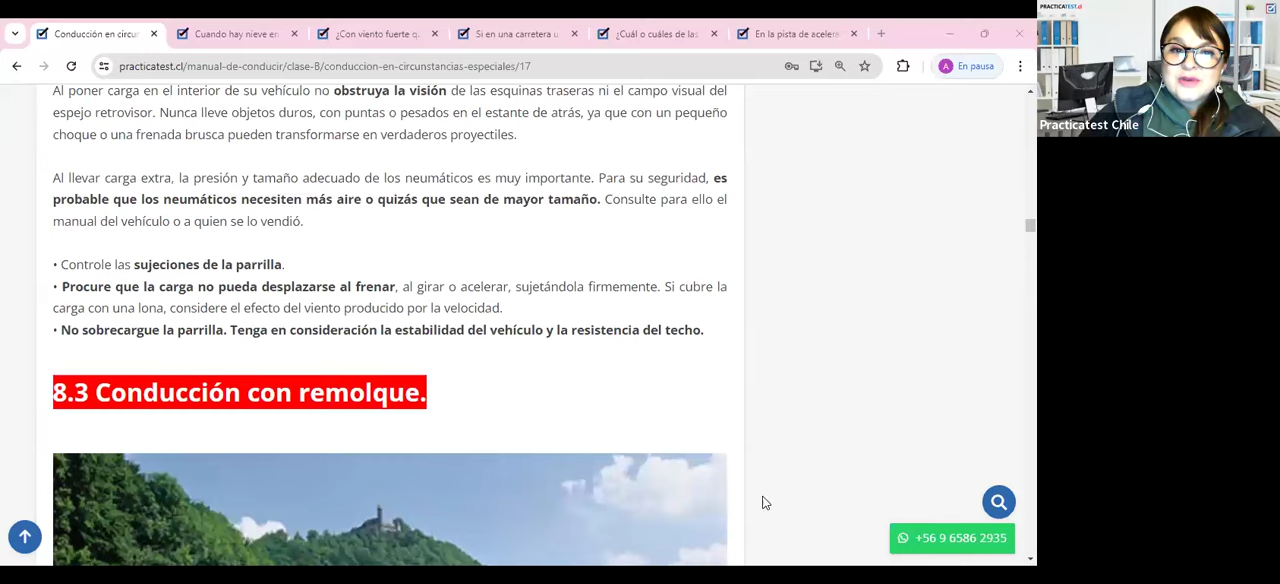 Conducción en circun
Cuando hay nieve en
¿Con viento fuerte q
Si en una carretera u
¿Cuál o cuáles de las
En la pista de acelera
practicatest.cl/manual-de-conducir/clase-B/conduccion-en-circunstancias-especiales/17
A En pausa
PRACTICATEST.cl
Practicatest Chile
Al poner carga en el interior de su vehículo no obstruya la visión de las esquinas traseras ni el campo visual del
espejo retrovisor. Nunca lleve objetos duros, con puntas o pesados en el estante de atrás, ya que con un pequeño
choque o una frenada brusca pueden transformarse en verdaderos proyectiles.
Al llevar carga extra, la presión y tamaño adecuado de los neumáticos es muy importante. Para su seguridad, es
probable que los neumáticos necesiten más aire o quizás que sean de mayor tamaño. Consulte para ello el
manual del vehículo o a quien se lo vendió.
• Controle las sujeciones de la parrilla.
• Procure que la carga no pueda desplazarse al frenar, al girar o acelerar, sujetándola firmemente. Si cubre la
carga con una lona, considere el efecto del viento producido por la velocidad.
• No sobrecargue la parrilla. Tenga en consideración la estabilidad del vehículo y la resistencia del techo.
8.3 Conducción con remolque.
+56 9 6586 2935